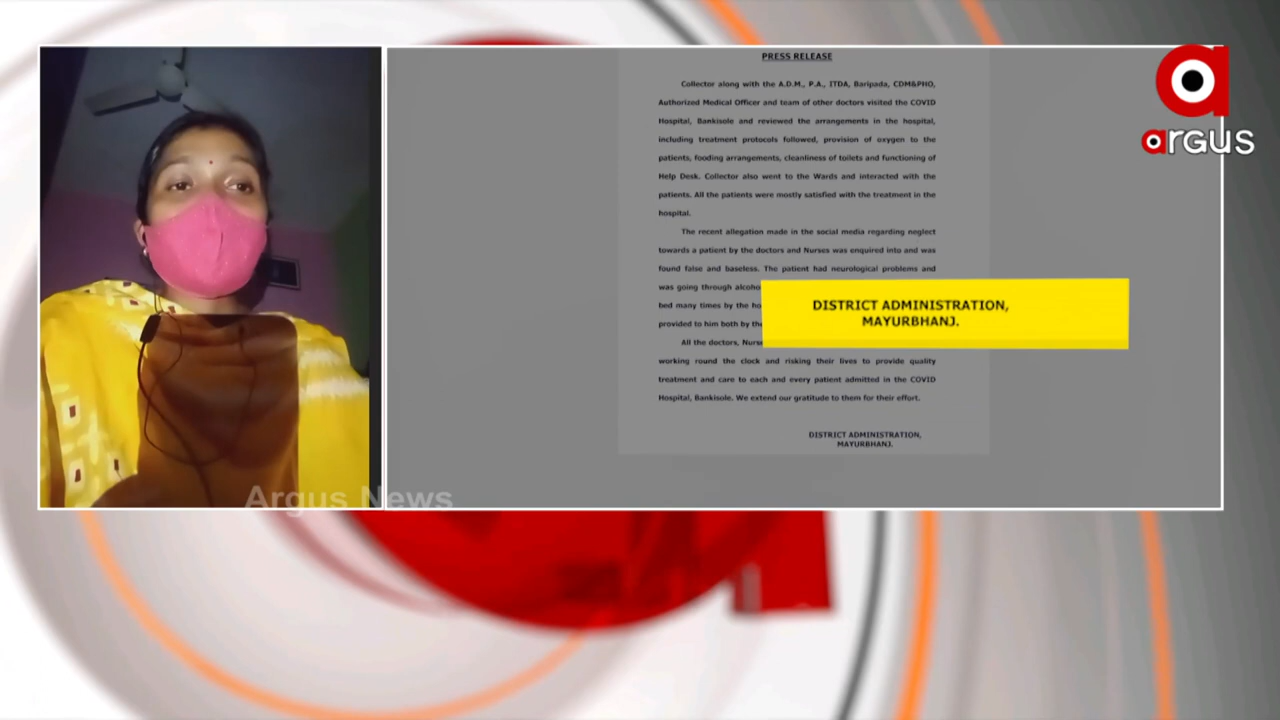 PRESS RELEASE
Collector along with the A.D.M., P.A., ITDA, Baripada, CDM&PHO,
Authorized Medical Officer and team of other doctors visited the COVID
Hospital, Bankisole and reviewed the arrangements in the hospital,
including treatment protocols followed, provision of oxygen to the
patients, fooding arrangements, cleanliness of toilets and functioning of
Help Desk. Collector also went to the Wards and interacted with the
patients. All the patients were mostly satisfied with the treatment in the
hospital.
The recent allegation made in the social media regarding neglect
towards a patient by the doctors and Nurses was enquired into and was
found false and baseless. The patient had neurological problems and
was going through
bed many times by the
provided to him both by the
All the doctors,
working round the clock and risking their lives to provide quality
treatment and care to each and every patient admitted in the COVID
Hospital, Bankisole. We extend our gratitude to them for their effort.
DISTRICT ADMINISTRATION,
MAYURBHANJ.
DISTRICT ADMINISTRATION,
MAYURBHANJ.
argus
Argus News